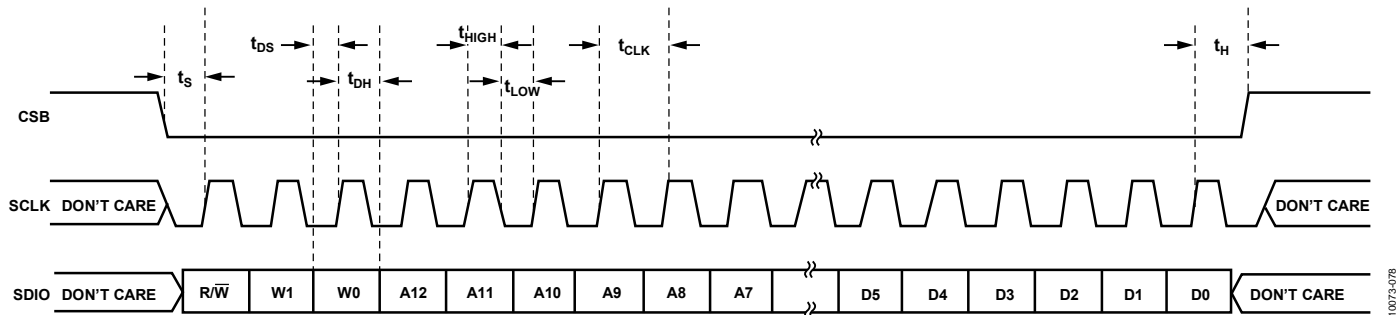 tDS
tHIGH
tCLK
tH
tS
tDH
tLOW
CSB
SCLK DON'T CARE
DON'T CARE
SDIO DON'T CARE R/W̅ W1 W0 A12 A11 A10 A9 A8 A7 D5 D4 D3 D2 D1 D0 DON'T CARE
10073-078